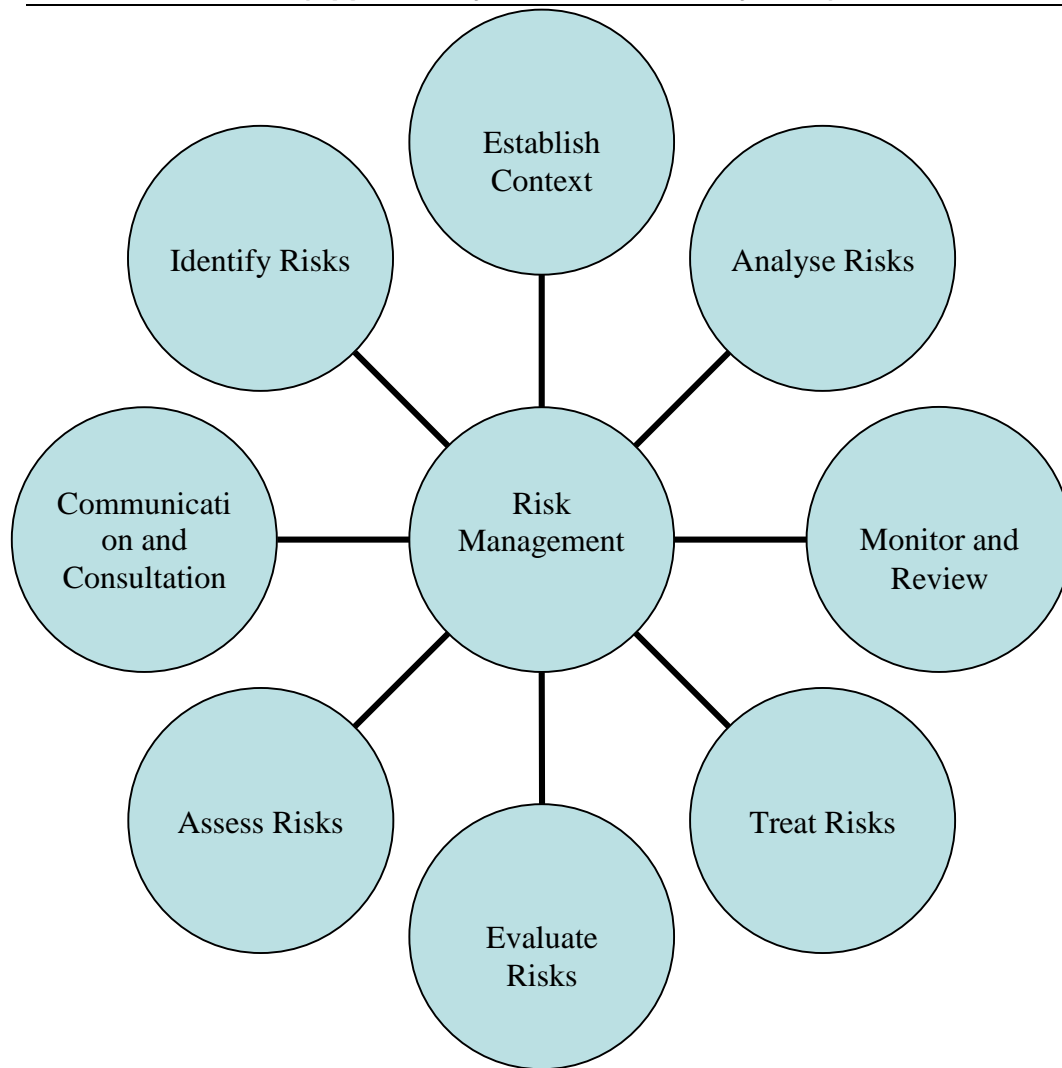 Establish
Context
Identify Risks
Analyse Risks
Communicati
on and
Consultation
Risk
Management
Monitor and
Review
Assess Risks
Treat Risks
Evaluate
Risks